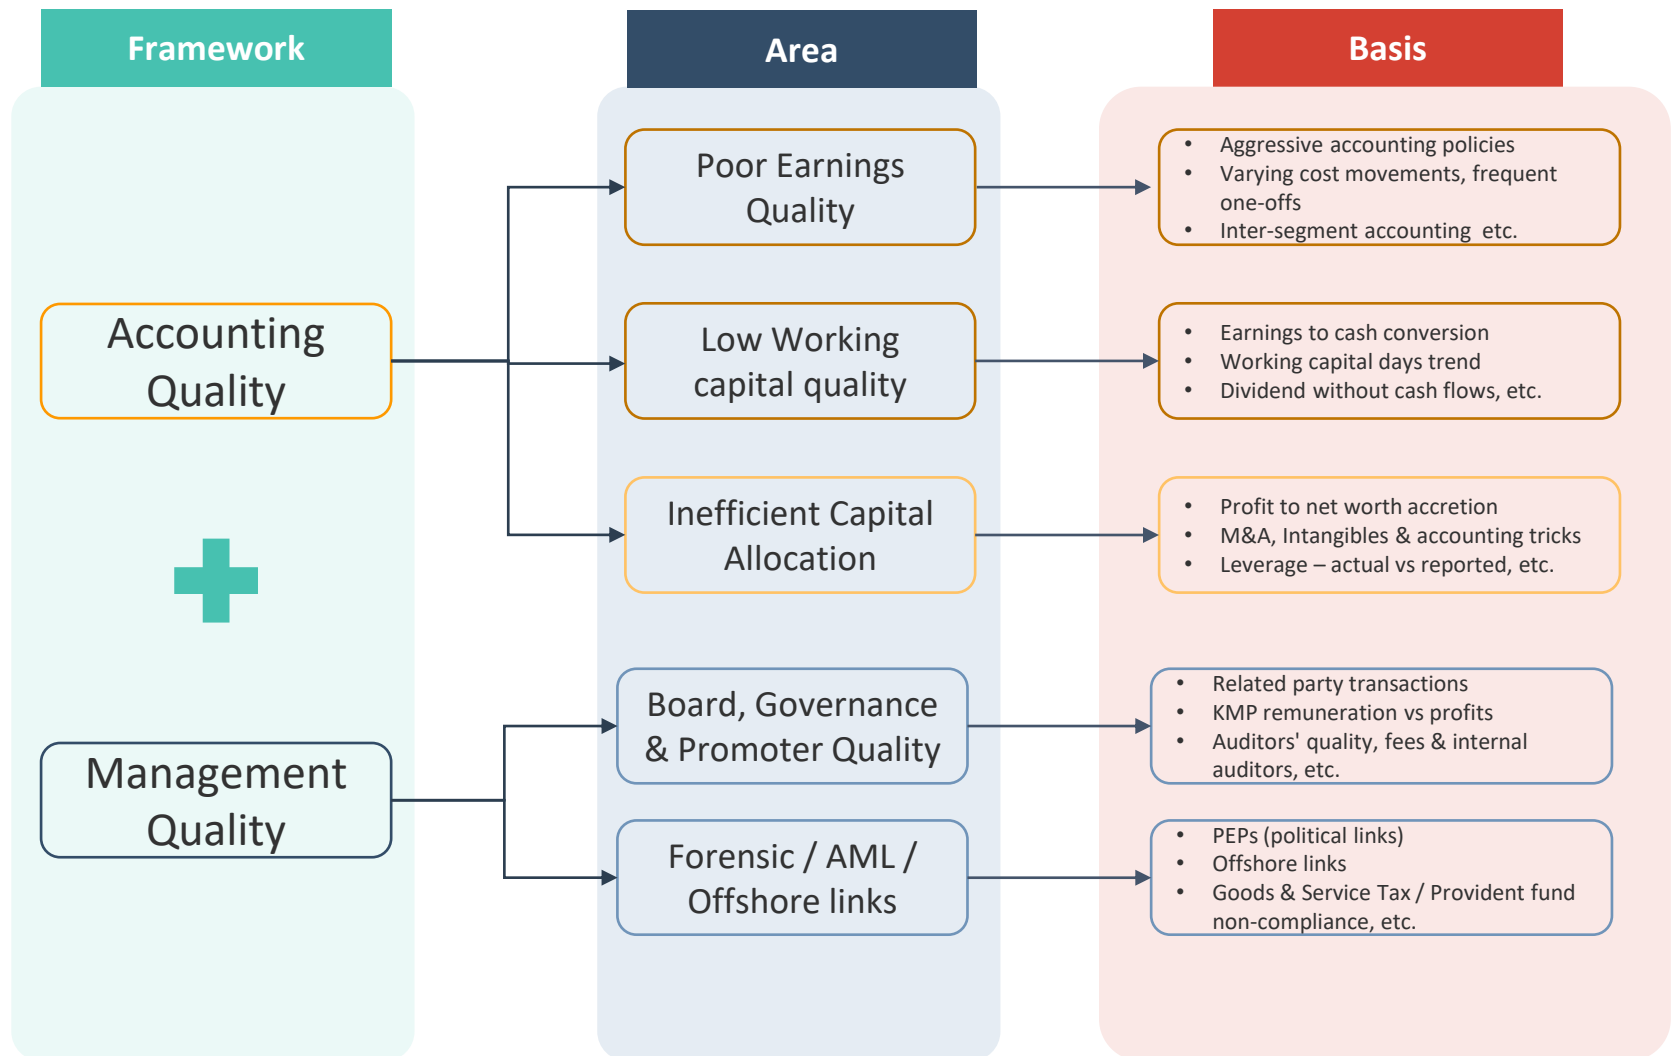 Framework
Area
Basis
Accounting
Quality
Management
Quality
Poor Earnings
Quality
Low Working
capital quality
Inefficient Capital
Allocation
Board, Governance
& Promoter Quality
Forensic / AML /
Offshore links
• Aggressive accounting policies
• Varying cost movements, frequent
one-offs
• Inter-segment accounting etc.
• Earnings to cash conversion
• Working capital days trend
• Dividend without cash flows, etc.
• Profit to net worth accretion
• M&A, Intangibles & accounting tricks
• Leverage – actual vs reported, etc.
• Related party transactions
• KMP remuneration vs profits
• Auditors' quality, fees & internal
auditors, etc.
• PEPs (political links)
• Offshore links
• Goods & Service Tax / Provident fund
non-compliance, etc.